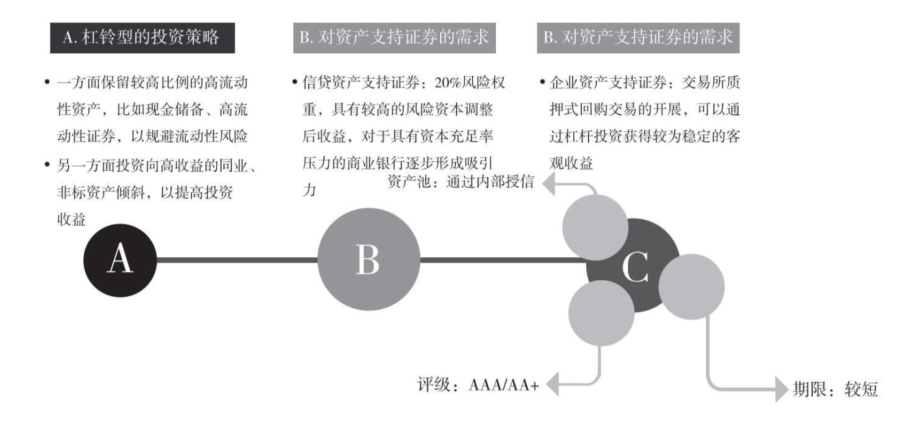 A. 杠铃型的投资策略
• 一方面保留较高比例的高流动
性资产，比如现金储备、高流
动性证券，以规避流动性风险
• 另一方面投资向高收益的同业、
非标资产倾斜，以提高投资
收益
B. 对资产支持证券的需求
• 信贷资产支持证券：20%风险权
重，具有较高的风险资本调整
后收益，对于具有资本充足率
压力的商业银行逐步形成吸引
力
B. 对资产支持证券的需求
• 企业资产支持证券：交易所质
押式回购交易的开展，可以通
过杠杆投资获得较为稳定的客
观收益
资产池：通过内部授信
A
B
C
评级：AAA/AA+
期限：较短